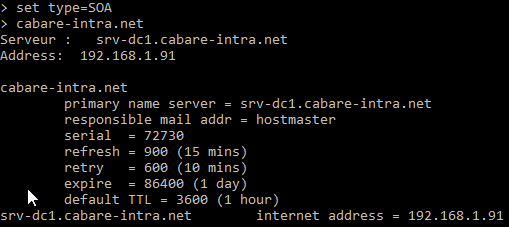 > set type=SOA
> cabare-intra.net
Serveur :   srv-dc1.cabare-intra.net
Address:  192.168.1.91

cabare-intra.net
        primary name server = srv-dc1.cabare-intra.net
        responsible mail addr = hostmaster
        serial  = 72730
        refresh = 900 (15 mins)
        retry   = 600 (10 mins)
        expire  = 86400 (1 day)
        default TTL = 3600 (1 hour)
srv-dc1.cabare-intra.net        internet address = 192.168.1.91